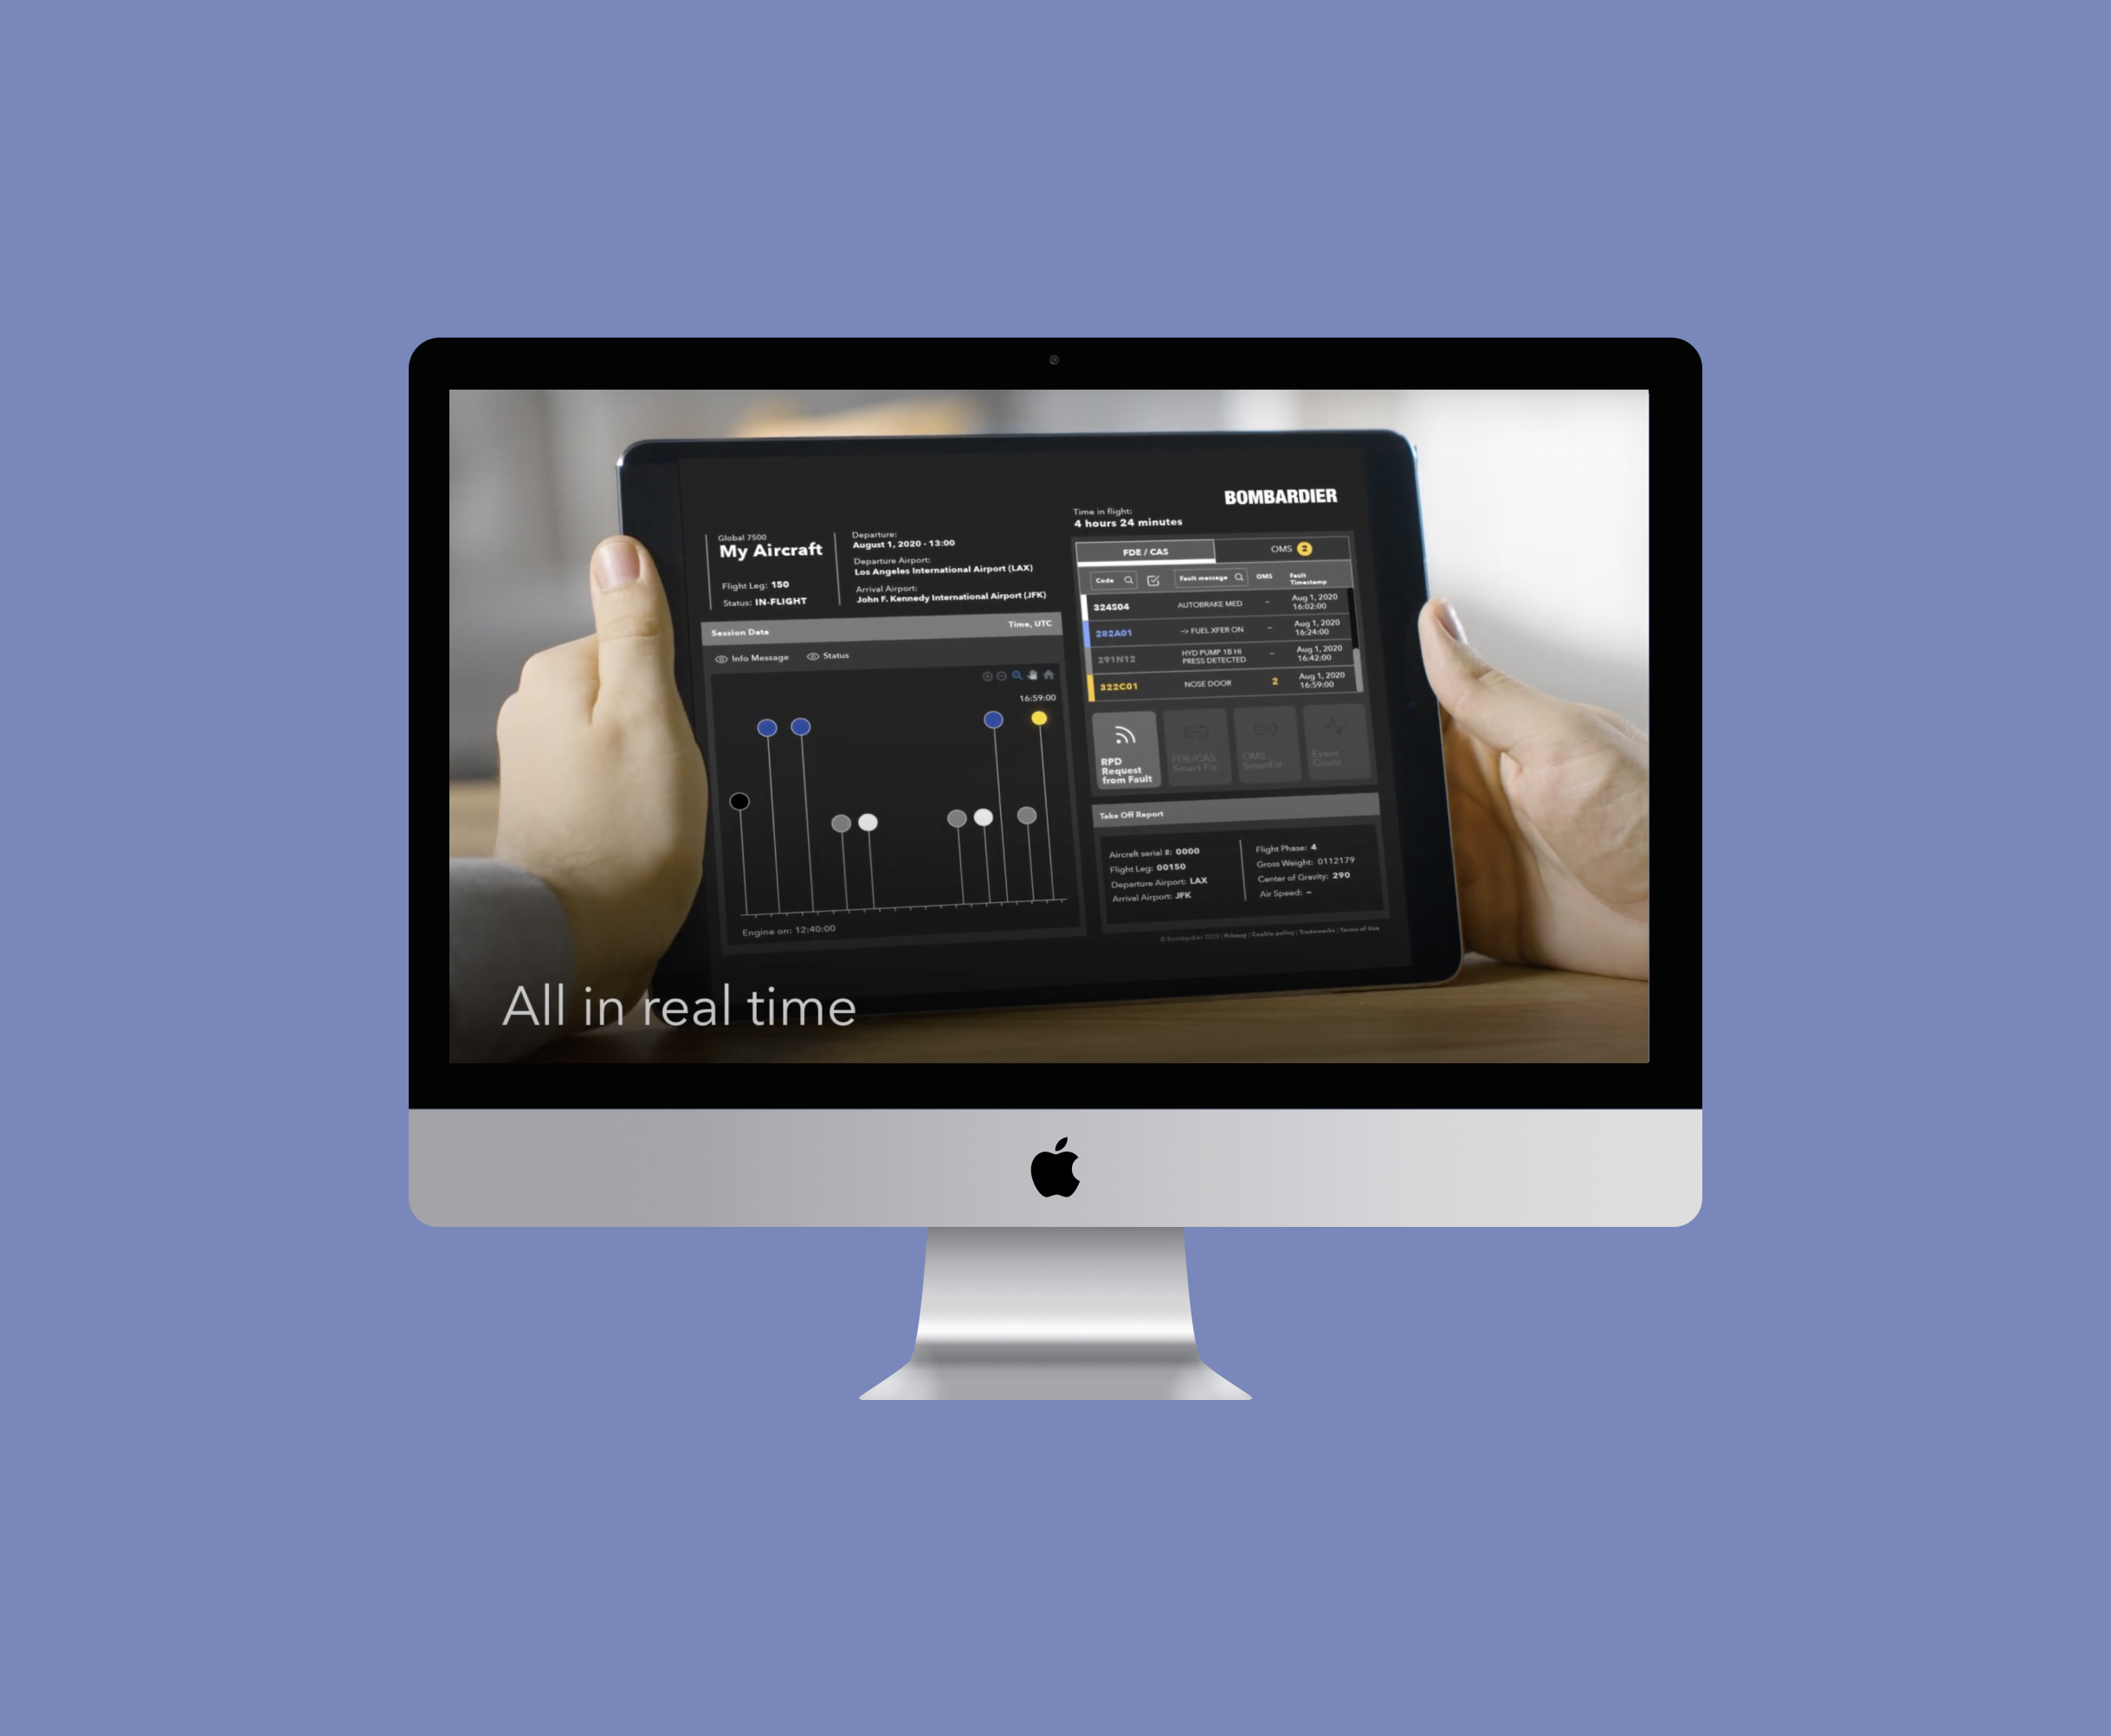 BOMBARDIER
Global 7500
My Aircraft
Flight Leg: 150
Status: IN-FLIGHT
Departure:
August 1, 2020 - 13:00
Departure Airport:
Los Angeles International Airport (LAX)
Arrival Airport:
John F. Kennedy International Airport (JFK)
Time in flight:
4 hours 24 minutes
Session Data Time, UTC
Info Message Status
16:59:00
Engine on: 12:40:00
FDE / CAS OMS 2
Code Fault message OMS Fault
Timestamp
324S04 AUTOBRAKE MED – Aug 1, 2020
16:02:00
282A01 -> FUEL XFER ON – Aug 1, 2020
16:24:00
291N12 HYD PUMP 1B HI
PRESS DETECTED – Aug 1, 2020
16:42:00
322C01 NOSE DOOR 2 Aug 1, 2020
16:59:00
RPD
Request
from Fault
FDE/CAS
Smart Fix
OMS
SmartFix
Event
Count
Take Off Report
Aircraft serial #: 0000
Flight Leg: 00150
Departure Airport: LAX
Arrival Airport: JFK
Flight Phase: 4
Gross Weight: 0112179
Center of Gravity: 290
Air Speed: –
© Bombardier 2020 | Privacy | Cookie policy | Trademarks | Terms of Use
All in real time